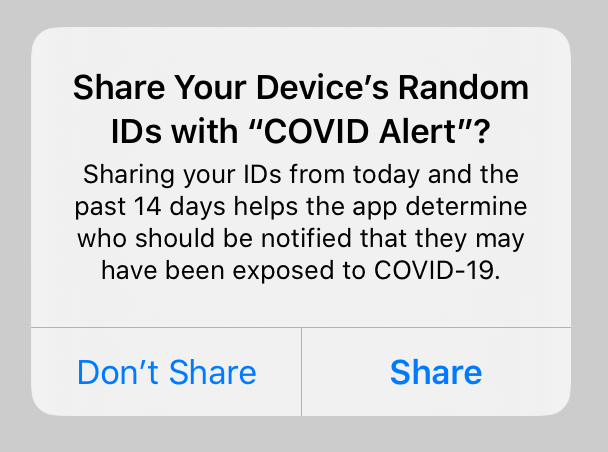 Share Your Device’s Random
IDs with “COVID Alert”?
Sharing your IDs from today and the
past 14 days helps the app determine
who should be notified that they may
have been exposed to COVID-19.
Don’t Share
Share